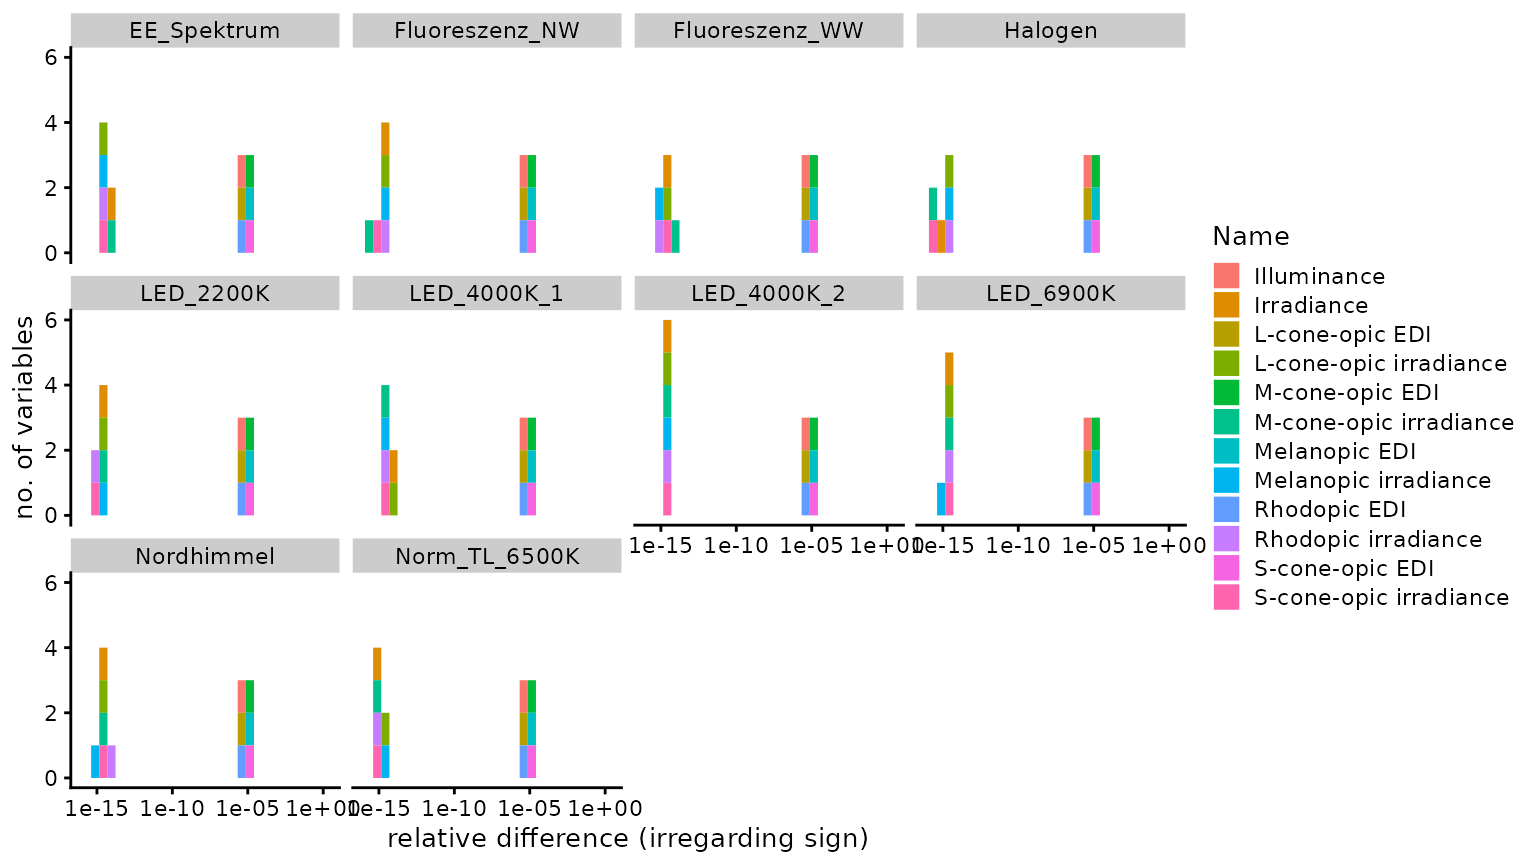 EE_Spektrum Fluoreszenz_NW Fluoreszenz_WW Halogen
6
4
2
0
LED_2200K LED_4000K_1 LED_4000K_2 LED_6900K
6
4
2
0
1e-15 1e-10 1e-05 1e+00 1e-15 1e-10 1e-05 1e+00
Nordhimmel Norm_TL_6500K
6
4
2
0
1e-15 1e-10 1e-05 1e+00 1e-15 1e-10 1e-05 1e+00
no. of variables
relative difference (irregarding sign)
Name
Illuminance
Irradiance
L-cone-opic EDI
L-cone-opic irradiance
M-cone-opic EDI
M-cone-opic irradiance
Melanopic EDI
Melanopic irradiance
Rhodopic EDI
Rhodopic irradiance
S-cone-opic EDI
S-cone-opic irradiance